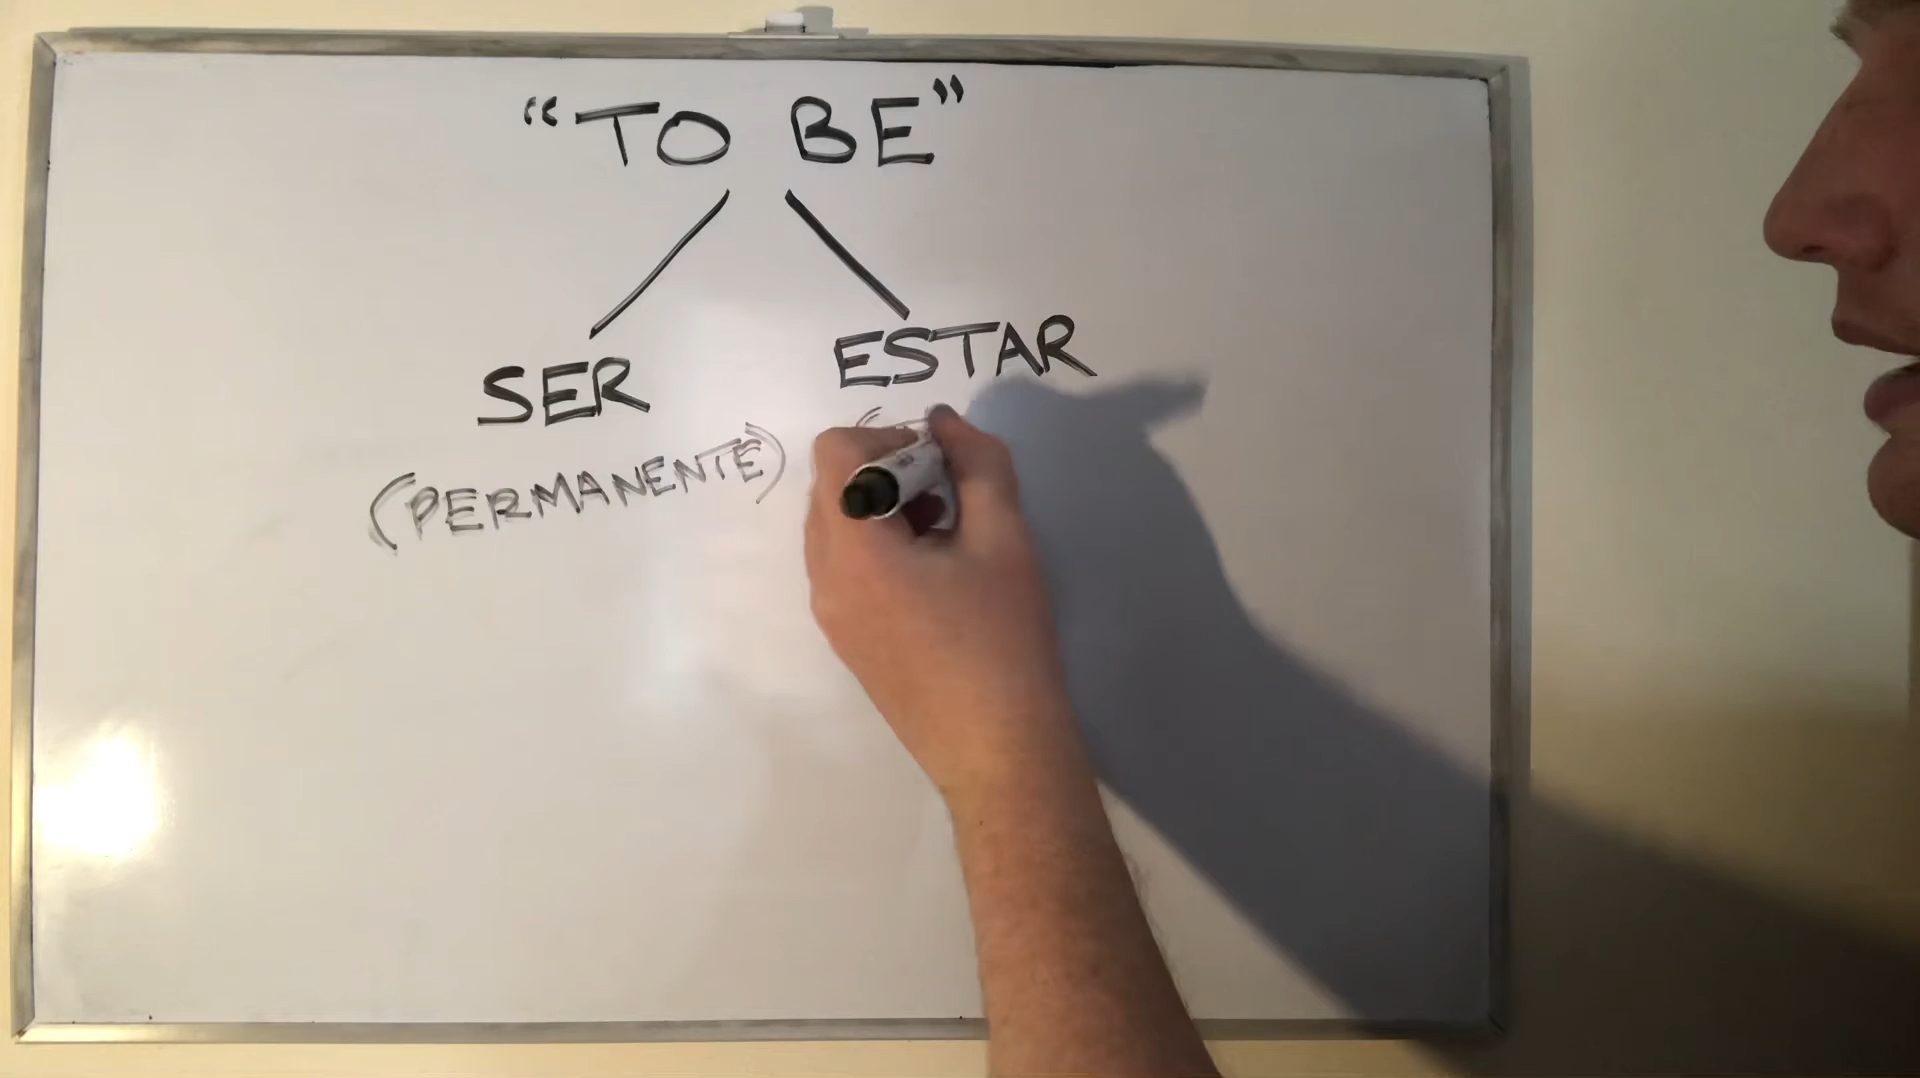 “TO BE”
SER ESTAR
(PERMANENTE) (